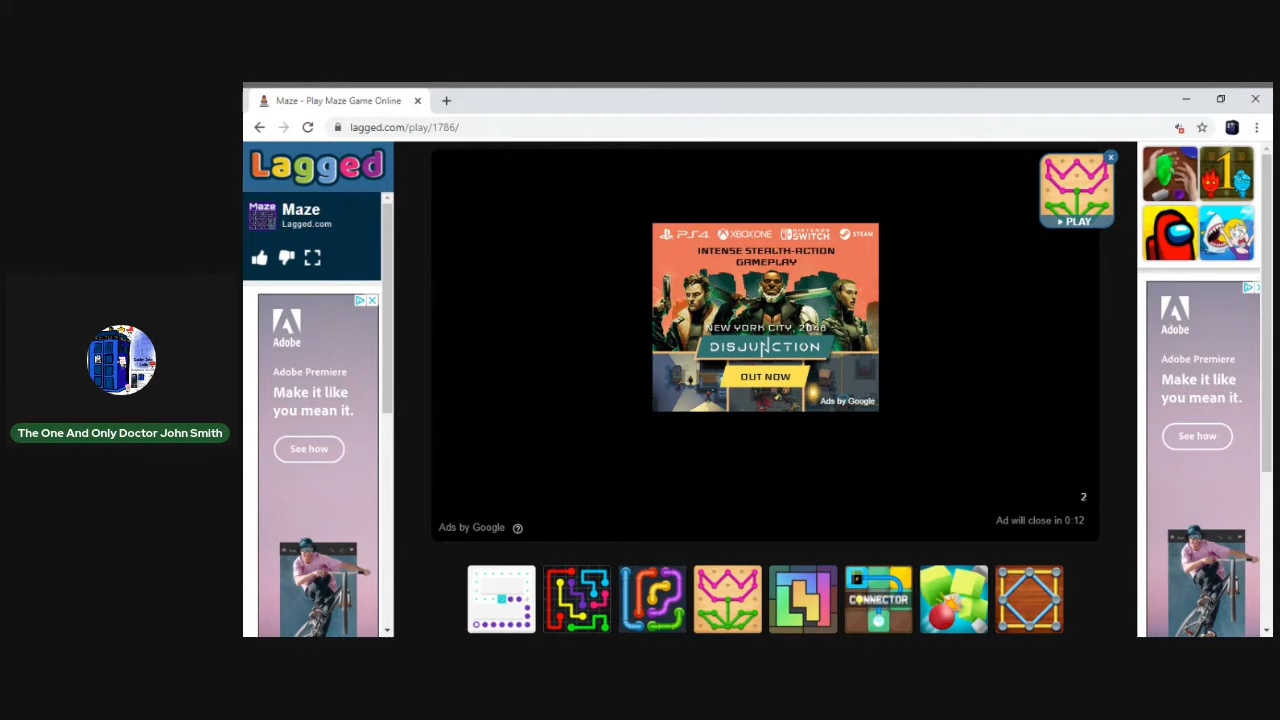 Maze - Play Maze Game Online
lagged.com/play/1786/
Lagged
Maze
Maze
Lagged.com
Adobe
Adobe Premiere
Make it like
you mean it.
See how
PS4 XBOX ONE NINTENDO SWITCH STEAM
INTENSE STEALTH-ACTION
GAMEPLAY
NEW YORK CITY, 2048
DISJUNCTION
OUT NOW
Ads by Google
2
Ads by Google
Ad will close in 0:12
PLAY
1
Adobe
Adobe Premiere
Make it like
you mean it.
See how
CONNECTOR
The One And Only Doctor John Smith